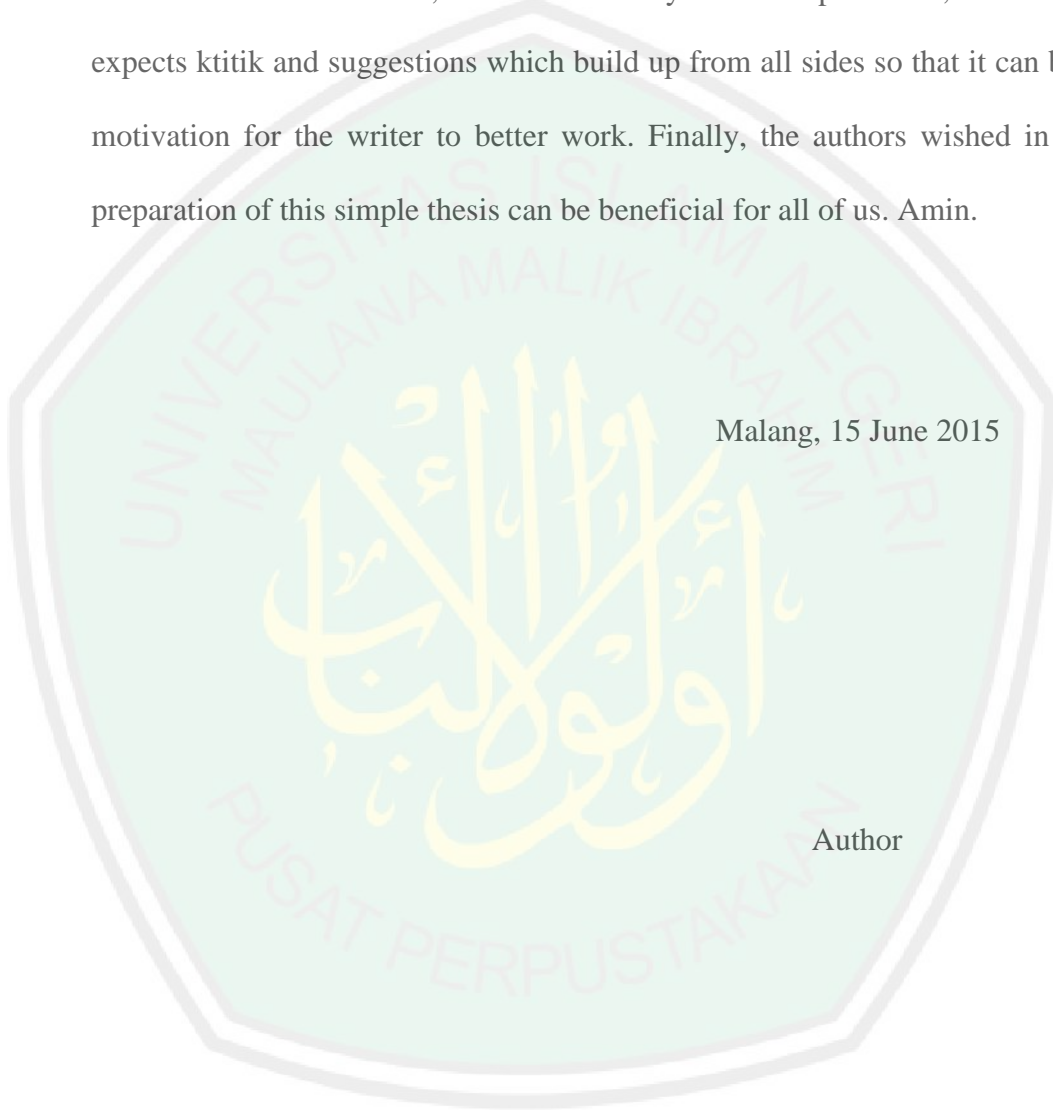 expects ktitik and suggestions which build up from all sides so that it can
motivation for the writer to better work. Finally, the authors wished in
preparation of this simple thesis can be beneficial for all of us. Amin.
UNIVERSITAS ISLAM NEGERI
MAULANA MALIK IBRAHIM
Malang, 15 June 2015
Author
PUSAT PERPUSTAKAAN